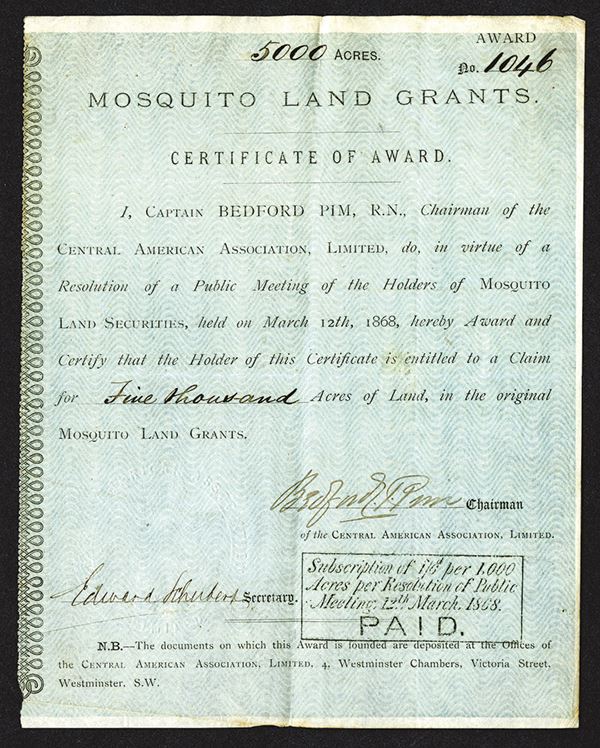 5000 ACRES.
AWARD
No. 1046
MOSQUITO LAND GRANTS.
CERTIFICATE OF AWARD.
I, CAPTAIN BEDFORD PIM, R.N., Chairman of the
CENTRAL AMERICAN ASSOCIATION, LIMITED, do, in virtue of a
Resolution of a Public Meeting of the Holders of MOSQUITO
LAND SECURITIES, held on March 12th, 1868, hereby Award and
Certify that the Holder of this Certificate is entitled to a Claim
for Five thousand Acres of Land, in the original
MOSQUITO LAND GRANTS.
Bedford Pim Chairman
of the CENTRAL AMERICAN ASSOCIATION, LIMITED.
Subscription of per 1.000
Acres per Resolution of Public
Meeting. 12th March. 1868.
PAID.
Edward Secretary.
N.B.—The documents on which this Award is founded are deposited at the Offices of
the CENTRAL AMERICAN ASSOCIATION, LIMITED, 4, Westminster Chambers, Victoria Street,
Westminster. S.W.